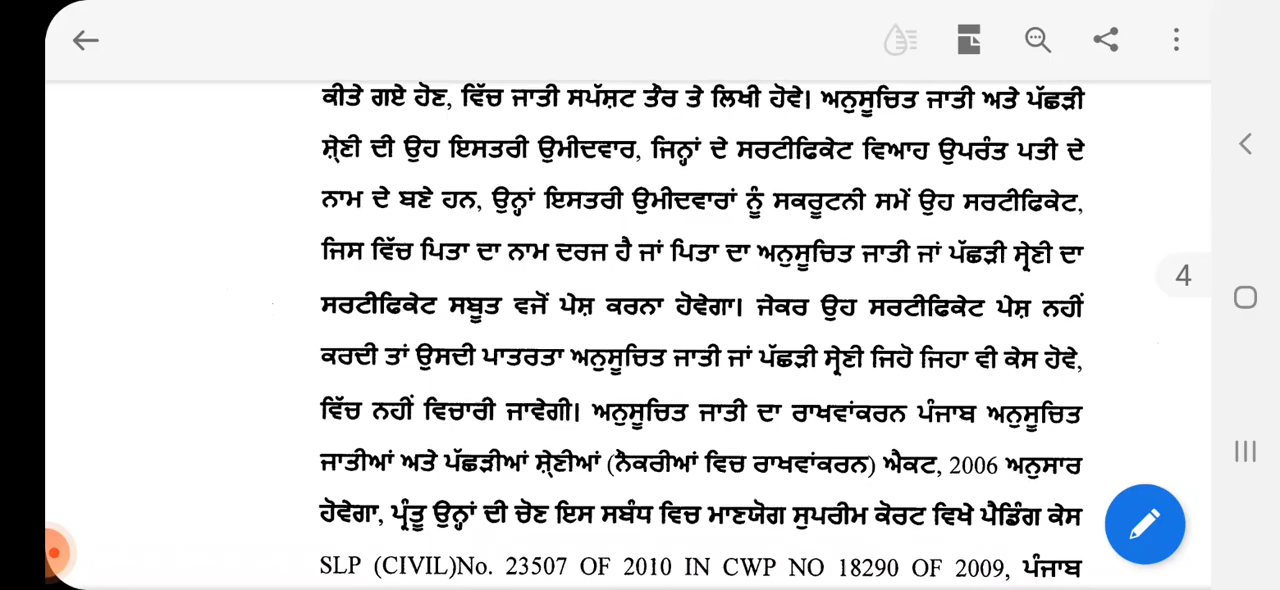 ਕੀਤੇ ਗਏ ਹੋਣ, ਵਿੱਚ ਜਾਤੀ ਸਪੱਸ਼ਟ ਤੌਰ ਤੇ ਲਿਖੀ ਹੋਵੇ। ਅਨੁਸੂਚਿਤ ਜਾਤੀ ਅਤੇ ਪੱਛੜੀ
ਸ਼੍ਰੇਣੀ ਦੀ ਉਹ ਇਸਤਰੀ ਉਮੀਦਵਾਰ, ਜਿਨ੍ਹਾਂ ਦੇ ਸਰਟੀਫਿਕੇਟ ਵਿਆਹ ਉਪਰੰਤ ਪਤੀ ਦੇ
ਨਾਮ ਦੇ ਬਣੇ ਹਨ, ਉਨ੍ਹਾਂ ਇਸਤਰੀ ਉਮੀਦਵਾਰਾਂ ਨੂੰ ਸਕਰੂਟਨੀ ਸਮੇਂ ਉਹ ਸਰਟੀਫਿਕੇਟ,
ਜਿਸ ਵਿੱਚ ਪਿਤਾ ਦਾ ਨਾਮ ਦਰਜ ਹੈ ਜਾਂ ਪਿਤਾ ਦਾ ਅਨੁਸੂਚਿਤ ਜਾਤੀ ਜਾਂ ਪੱਛੜੀ ਸ੍ਰੇਣੀ ਦਾ
4
ਸਰਟੀਫਿਕੇਟ ਸਬੂਤ ਵਜੋਂ ਪੇਸ਼ ਕਰਨਾ ਹੋਵੇਗਾ। ਜੇਕਰ ਉਹ ਸਰਟੀਫਿਕੇਟ ਪੇਸ਼ ਨਹੀਂ
ਕਰਦੀ ਤਾਂ ਉਸਦੀ ਪਾਤਰਤਾ ਅਨੁਸੂਚਿਤ ਜਾਤੀ ਜਾਂ ਪੱਛੜੀ ਸ੍ਰੇਣੀ ਜਿਹੋ ਜਿਹਾ ਵੀ ਕੇਸ ਹੋਵੇ,
ਵਿੱਚ ਨਹੀਂ ਵਿਚਾਰੀ ਜਾਵੇਗੀ। ਅਨੁਸੂਚਿਤ ਜਾਤੀ ਦਾ ਰਾਖਵਾਂਕਰਨ ਪੰਜਾਬ ਅਨੁਸੂਚਿਤ
ਜਾਤੀਆਂ ਅਤੇ ਪੱਛੜੀਆਂ ਸ਼੍ਰੇਣੀਆਂ (ਨੌਕਰੀਆਂ ਵਿਚ ਰਾਖਵਾਂਕਰਨ) ਐਕਟ, 2006 ਅਨੁਸਾਰ
ਹੋਵੇਗਾ, ਪ੍ਰੰਤੂ ਉਨ੍ਹਾਂ ਦੀ ਚੋਣ ਇਸ ਸਬੰਧ ਵਿਚ ਮਾਣਯੋਗ ਸੁਪਰੀਮ ਕੋਰਟ ਵਿਖੇ ਪੈਡਿੰਗ ਕੇਸ
SLP (CIVIL)No. 23507 OF 2010 IN CWP NO 18290 OF 2009, ਪੰਜਾਬ